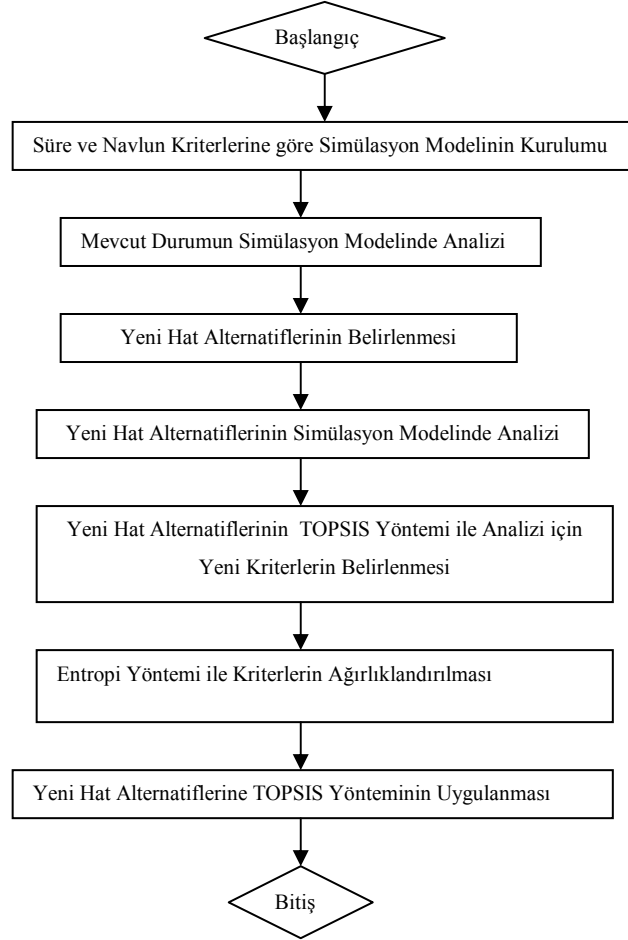 Başlangıç
Süre ve Navlun Kriterlerine göre Simülasyon Modelinin Kurulumu
Mevcut Durumun Simülasyon Modelinde Analizi
Yeni Hat Alternatiflerinin Belirlenmesi
Yeni Hat Alternatiflerinin Simülasyon Modelinde Analizi
Yeni Hat Alternatiflerinin TOPSIS Yöntemi ile Analizi için
Yeni Kriterlerin Belirlenmesi
Entropi Yöntemi ile Kriterlerin Ağırlıklandırılması
Yeni Hat Alternatiflerine TOPSIS Yönteminin Uygulanması
Bitiş